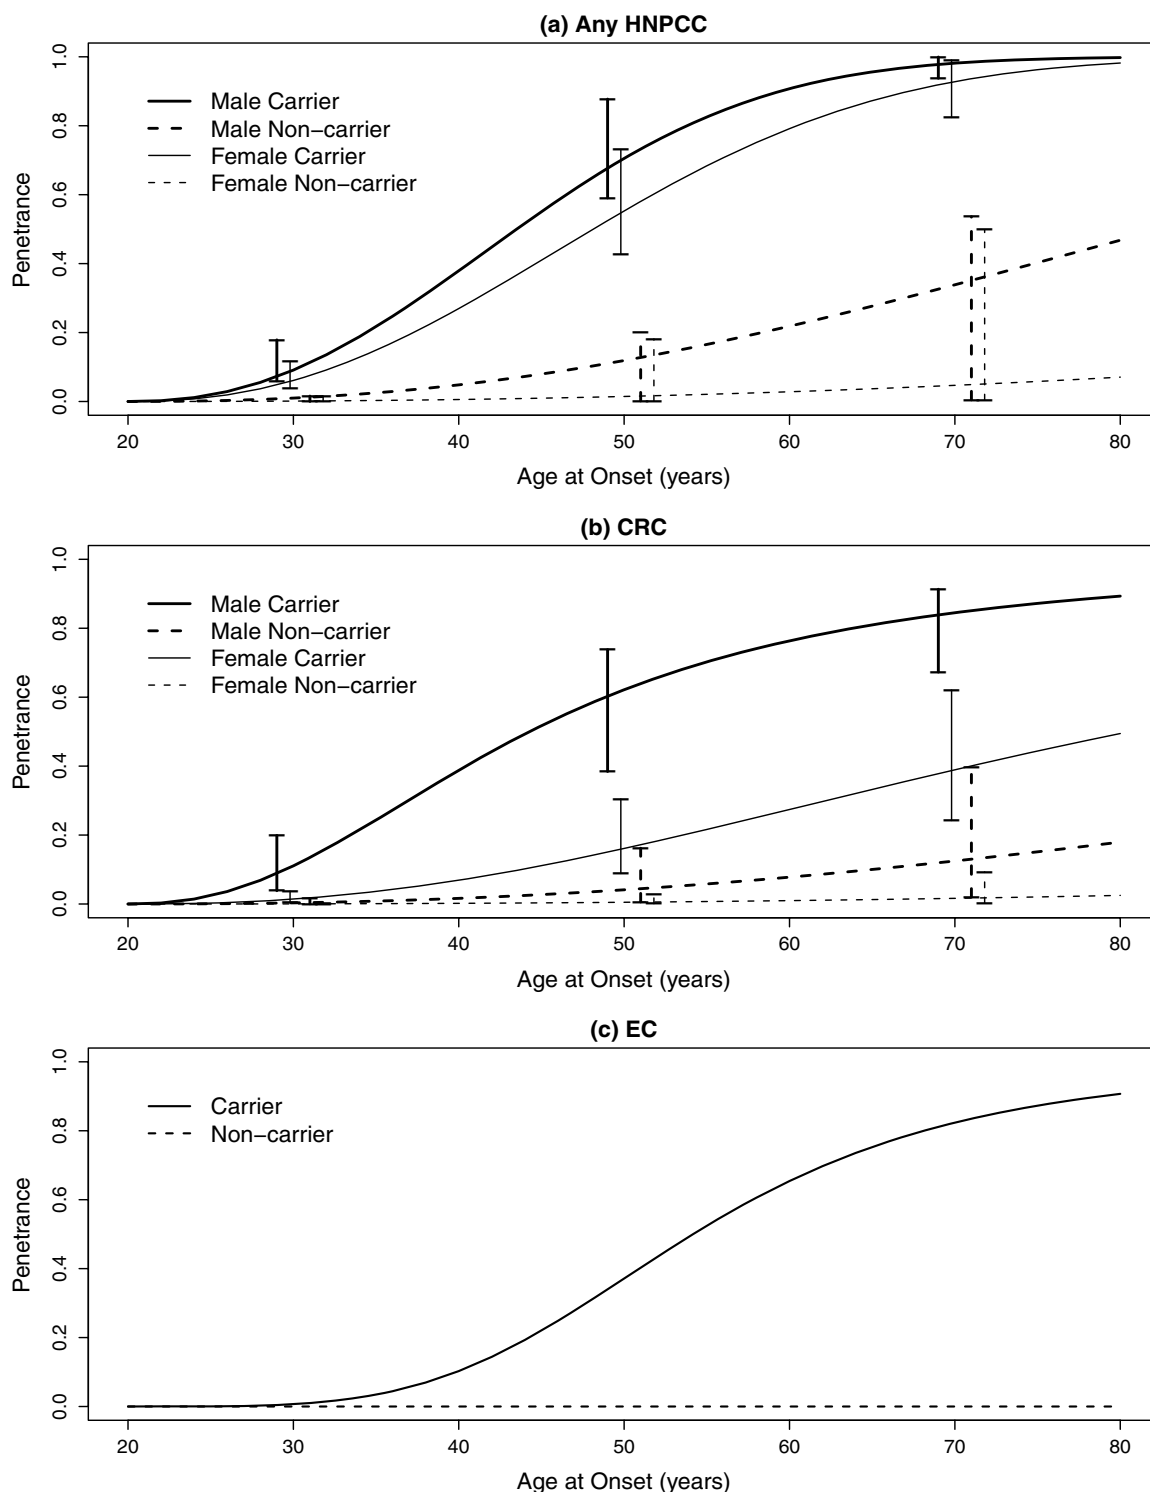 (a) Any HNPCC
Male Carrier
Male Non−carrier
Female Carrier
Female Non−carrier
Penetrance
0.0 0.2 0.4 0.6 0.8 1.0
20 30 40 50 60 70 80
Age at Onset (years)
(b) CRC
Male Carrier
Male Non−carrier
Female Carrier
Female Non−carrier
Penetrance
0.0 0.2 0.4 0.6 0.8 1.0
20 30 40 50 60 70 80
Age at Onset (years)
(c) EC
Carrier
Non−carrier
Penetrance
0.0 0.2 0.4 0.6 0.8 1.0
20 30 40 50 60 70 80
Age at Onset (years)